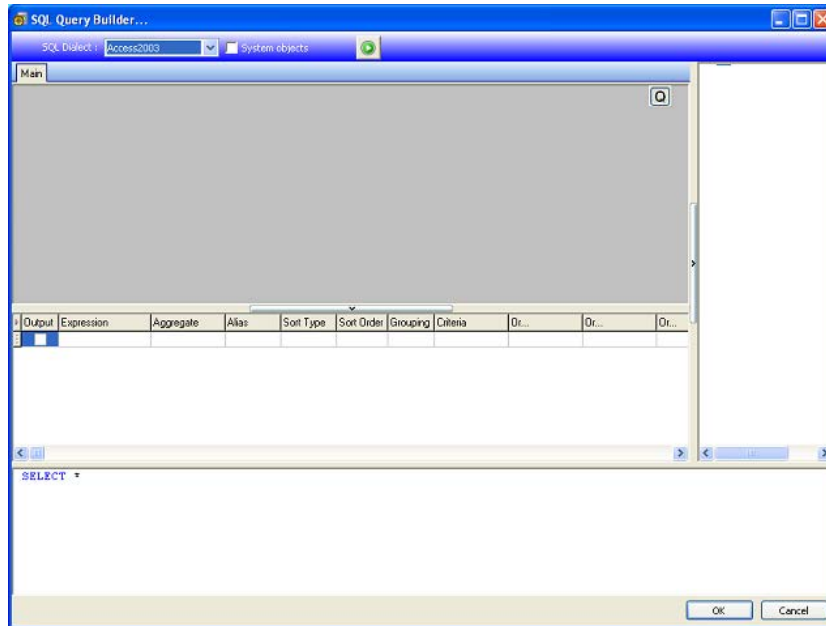 SQL Query Builder...
SQL Dialect : Access2003 System objects
Main
Q
Output Expression Aggregate Alias Sort Type Sort Order Grouping Criteria Or... Or... Or...
SELECT *
OK Cancel